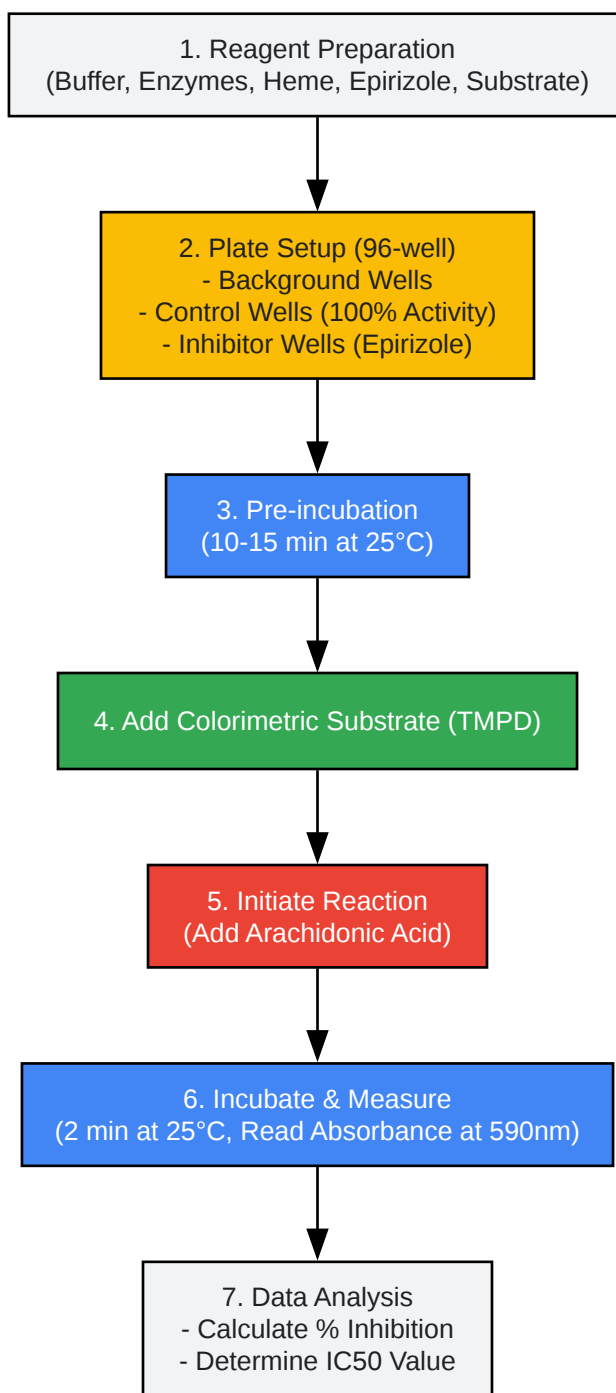 1. Reagent Preparation
(Buffer, Enzymes, Heme, Epirizole, Substrate)
2. Plate Setup (96-well)
- Background Wells
- Control Wells (100% Activity)
- Inhibitor Wells (Epirizole)
3. Pre-incubation
(10-15 min at 25°C)
4. Add Colorimetric Substrate (TMPD)
5. Initiate Reaction
(Add Arachidonic Acid)
6. Incubate & Measure
(2 min at 25°C, Read Absorbance at 590nm)
7. Data Analysis
- Calculate % Inhibition
- Determine IC50 Value